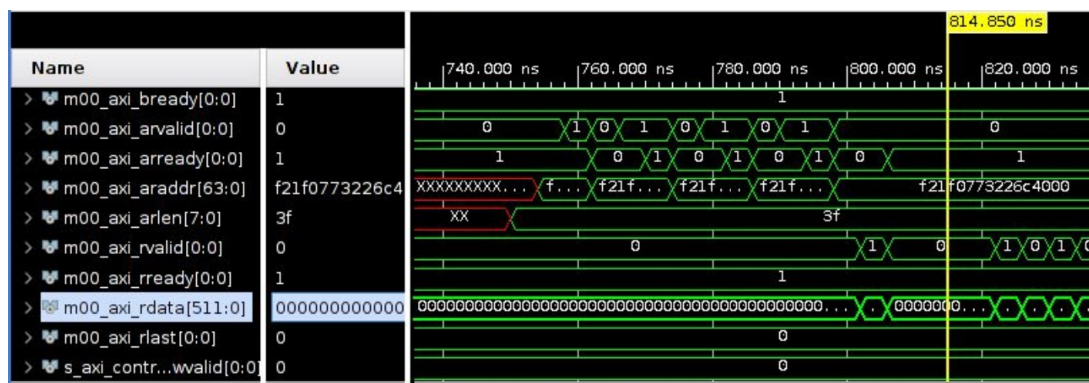 814.850 ns
Name Value 740.000 ns 760.000 ns 780.000 ns 800.000 ns 820.000 ns
m00_axi_bready[0:0] 1 1
m00_axi_arvalid[0:0] 0 0 1 0 1 0 1 0 1 0
m00_axi_arready[0:0] 1 1 0 1 0 1 0 1 0 1
m00_axi_araddr[63:0] f21f0773226c4 XXXXXXXXX... f... f21f... f21f... f21f... f21f0773226c4000
m00_axi_arlen[7:0] 3f XX 3f
m00_axi_rvalid[0:0] 0 0 1 0 1 0 1 0
m00_axi_rready[0:0] 1 1
m00_axi_rdata[511:0] 000000000000 0000000000000000000000000000000000000000000000... . 0000000... . . . .
m00_axi_rlast[0:0] 0 0
s_axi_contr...wvalid[0:0] 0 0